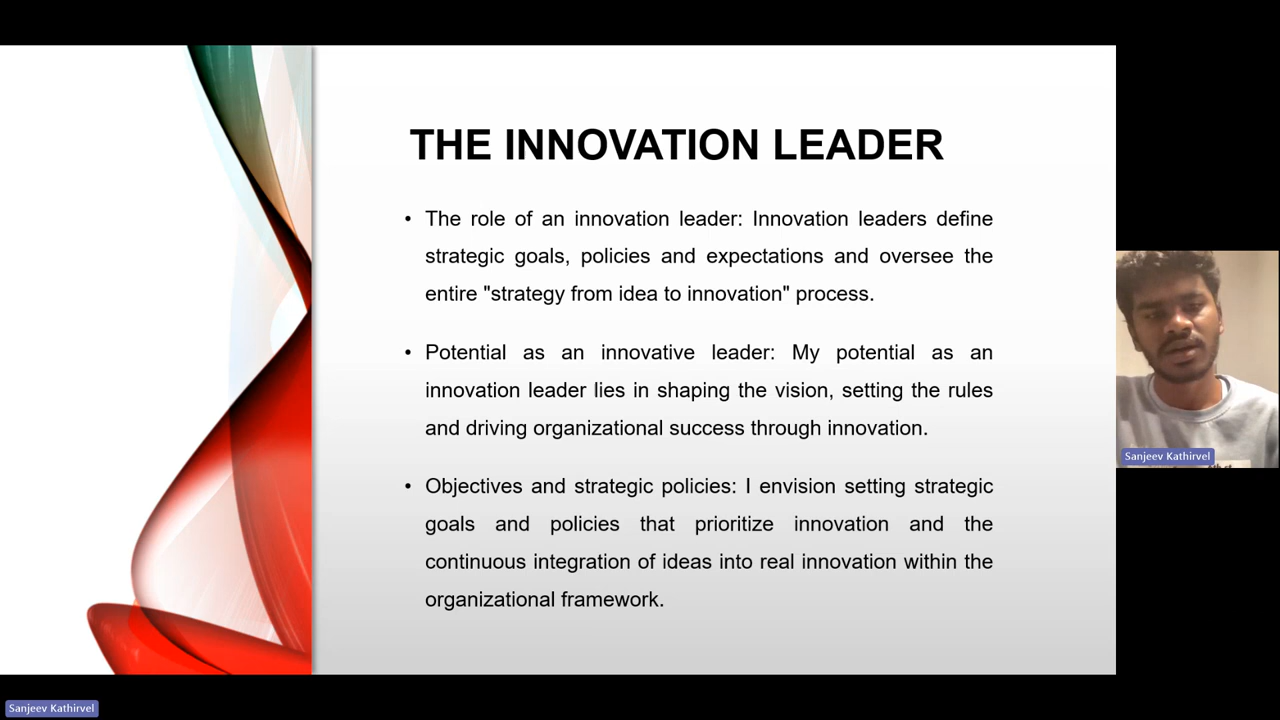 THE INNOVATION LEADER
• The role of an innovation leader: Innovation leaders define
strategic goals, policies and expectations and oversee the
entire "strategy from idea to innovation" process.
• Potential as an innovative leader: My potential as an
innovation leader lies in shaping the vision, setting the rules
and driving organizational success through innovation.
• Objectives and strategic policies: I envision setting strategic
goals and policies that prioritize innovation and the
continuous integration of ideas into real innovation within the
organizational framework.
Sanjeev Kathirvel
Sanjeev Kathirvel